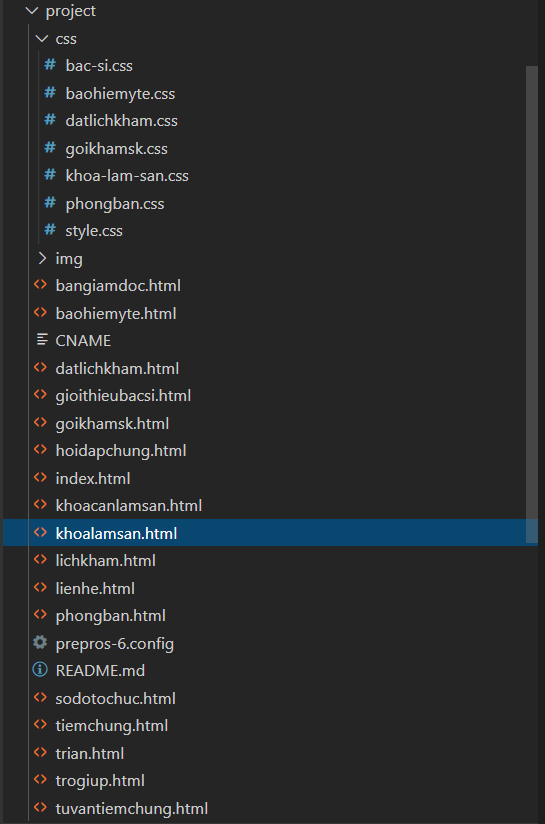 project
css
bac-si.css
baohiemyte.css
datlichkham.css
goikhamsk.css
khoa-lam-san.css
phongban.css
style.css
img
bangiamdoc.html
baohiemyte.html
CNAME
datlichkham.html
gioithieubacsi.html
goikhamsk.html
hoidapchung.html
index.html
khoacanlamsan.html
khoalamsan.html
lichkham.html
lienhe.html
phongban.html
prepros-6.config
README.md
sodotochuc.html
tiemchung.html
trian.html
trogiup.html
tuvantiemchung.html